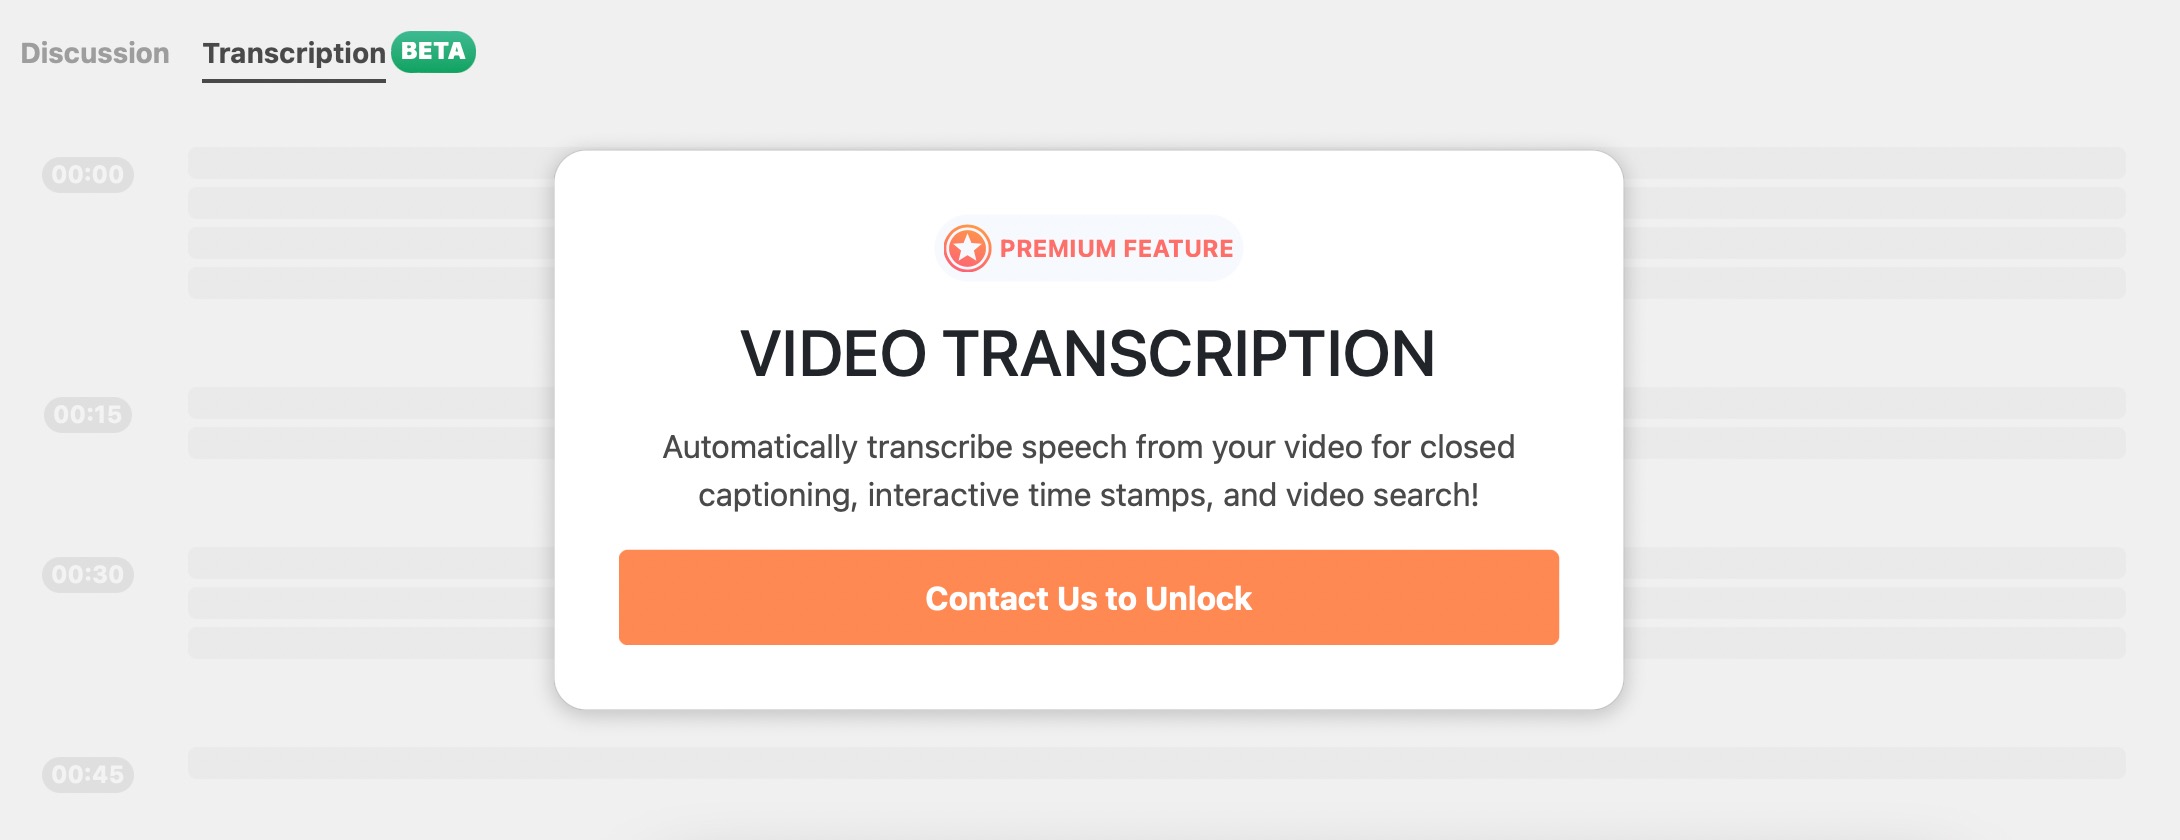 Discussion Transcription BETA
00:00
PREMIUM FEATURE
VIDEO TRANSCRIPTION
00:15
Automatically transcribe speech from your video for closed
captioning, interactive time stamps, and video search!
00:30
Contact Us to Unlock
00:45